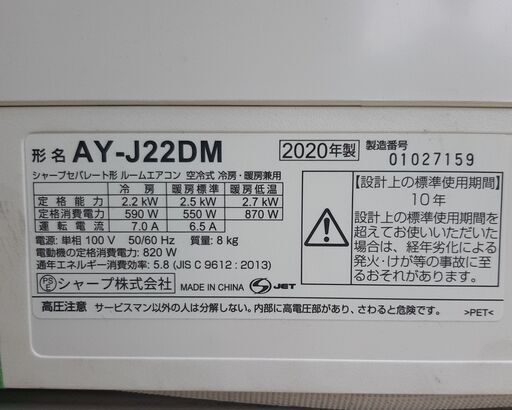 形名 AY-J22DM 2020年製 製造番号 01027159
シャープセパレート形 ルームエアコン 空冷式 冷房・暖房兼用
冷房 暖房標準 暖房低温
定格能力 2.2 kW 2.5 kW 2.7 kW
定格消費電力 590 W 550 W 870 W
運転電流 7.0 A 6.5 A
電源: 単相 100 V 50/60 Hz 質量: 8 kg
電動機の定格消費電力: 820 W
通年エネルギー消費効率: 5.8 (JIS C 9612 : 2013)
PSE シャープ株式会社 MADE IN CHINA S JET
【設計上の標準使用期間】
10 年
設計上の標準使用期間を
超えてお使いいただいた
場合は、経年劣化による
発火・けが等の事故に至
るおそれがあります。
高圧注意 サービスマン以外の人は分解しない。内部に高電圧部があり、さわると危険です。
>PET<